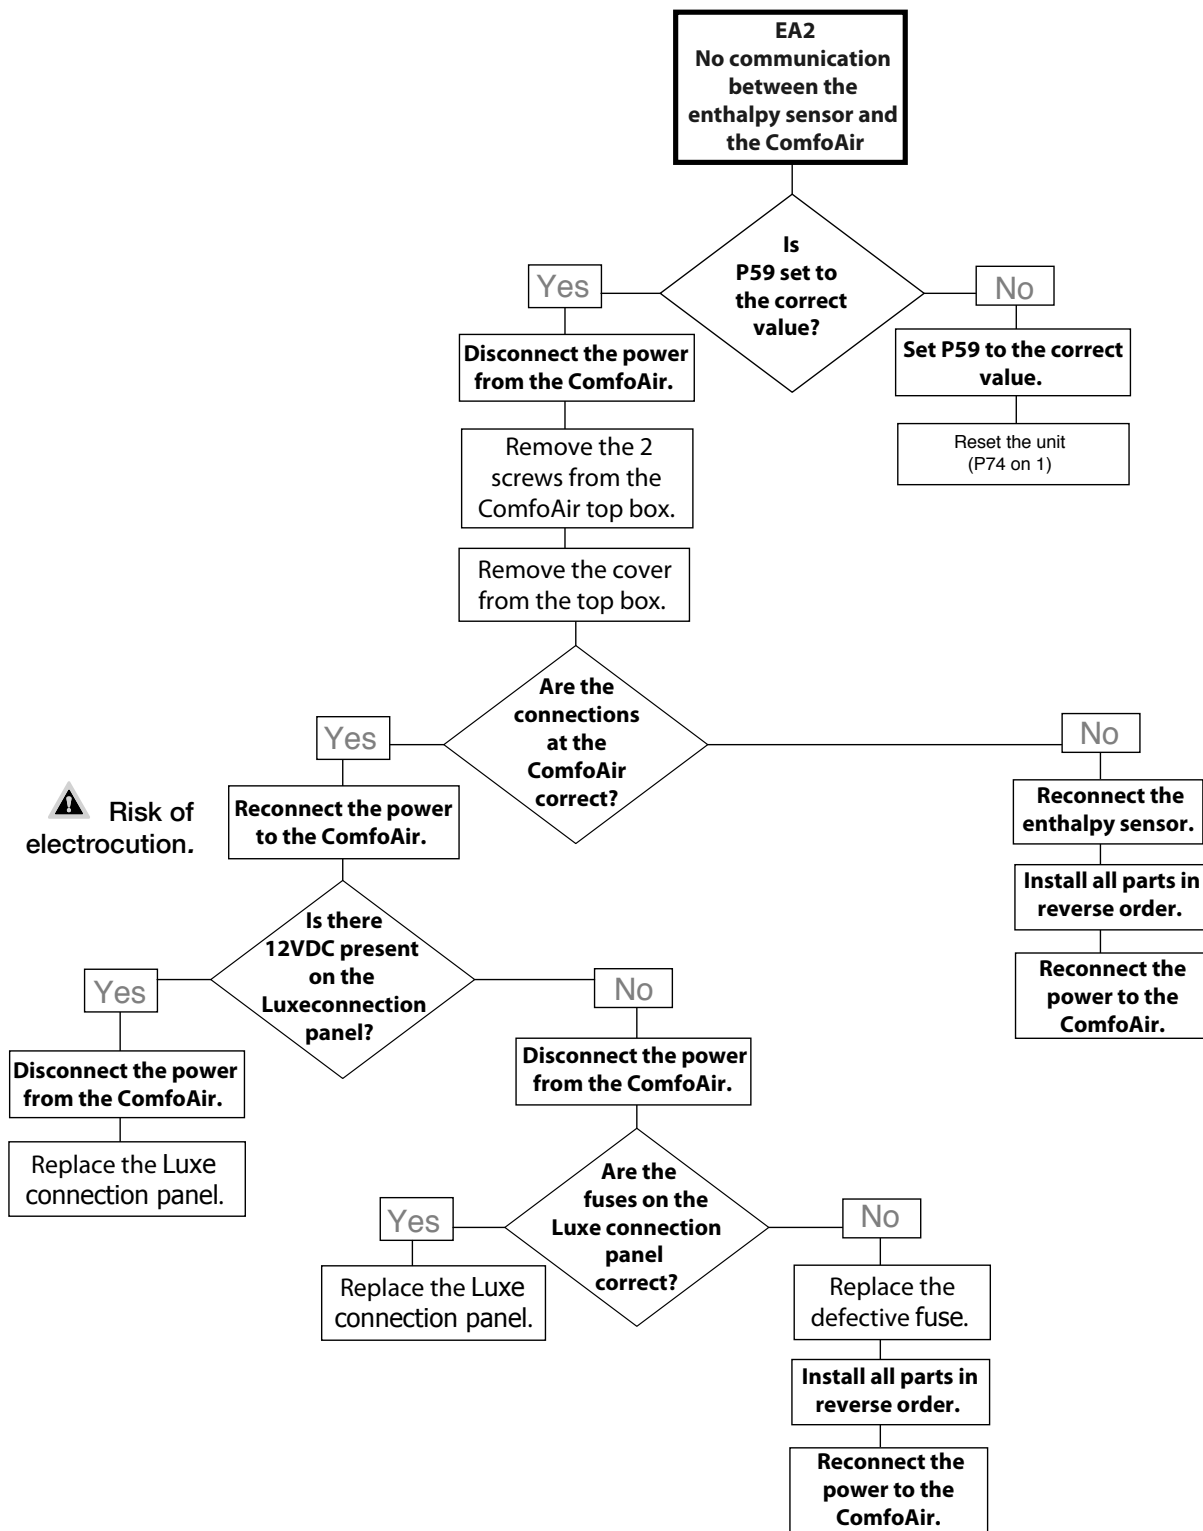 EA2
No communication
between the
enthalpy sensor and
the ComfoAir
Is
P59 set to
the correct
value?
Yes
No
Disconnect the power
from the ComfoAir.
Set P59 to the correct
value.
Remove the 2
screws from the
ComfoAir top box.
Reset the unit
(P74 on 1)
Remove the cover
from the top box.
Are the
connections
at the
ComfoAir
correct?
Yes
No
Risk of
electrocution.
Reconnect the power
to the ComfoAir.
Reconnect the
enthalpy sensor.
Install all parts in
reverse order.
Reconnect the
power to the
ComfoAir.
Is there
12VDC present
on the
Luxeconnection
panel?
Yes
No
Disconnect the power
from the ComfoAir.
Replace the Luxe
connection panel.
Disconnect the power
from the ComfoAir.
Are the
fuses on the
Luxe connection
panel
correct?
Yes
No
Replace the Luxe
connection panel.
Replace the
defective fuse.
Install all parts in
reverse order.
Reconnect the
power to the
ComfoAir.